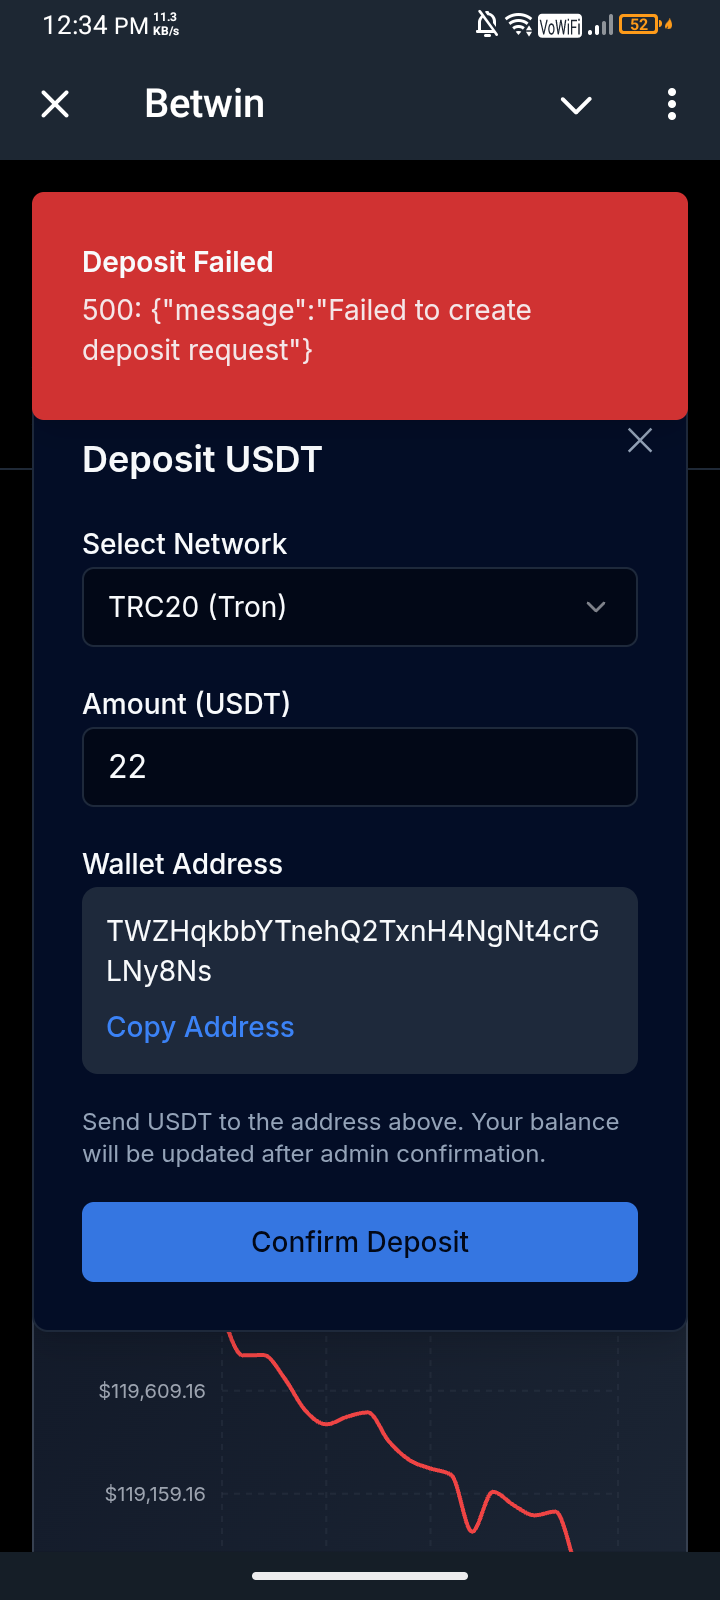 12:34 PM 11.3 KB/s VoWiFi 52
Betwin
Deposit Failed
500: {"message":"Failed to create
deposit request"}
Deposit USDT
Select Network
TRC20 (Tron)
Amount (USDT)
22
Wallet Address
TWZHqkbbYTnehQ2TxnH4NgNt4crG
LNy8Ns
Copy Address
Send USDT to the address above. Your balance
will be updated after admin confirmation.
Confirm Deposit
$119,609.16
$119,159.16